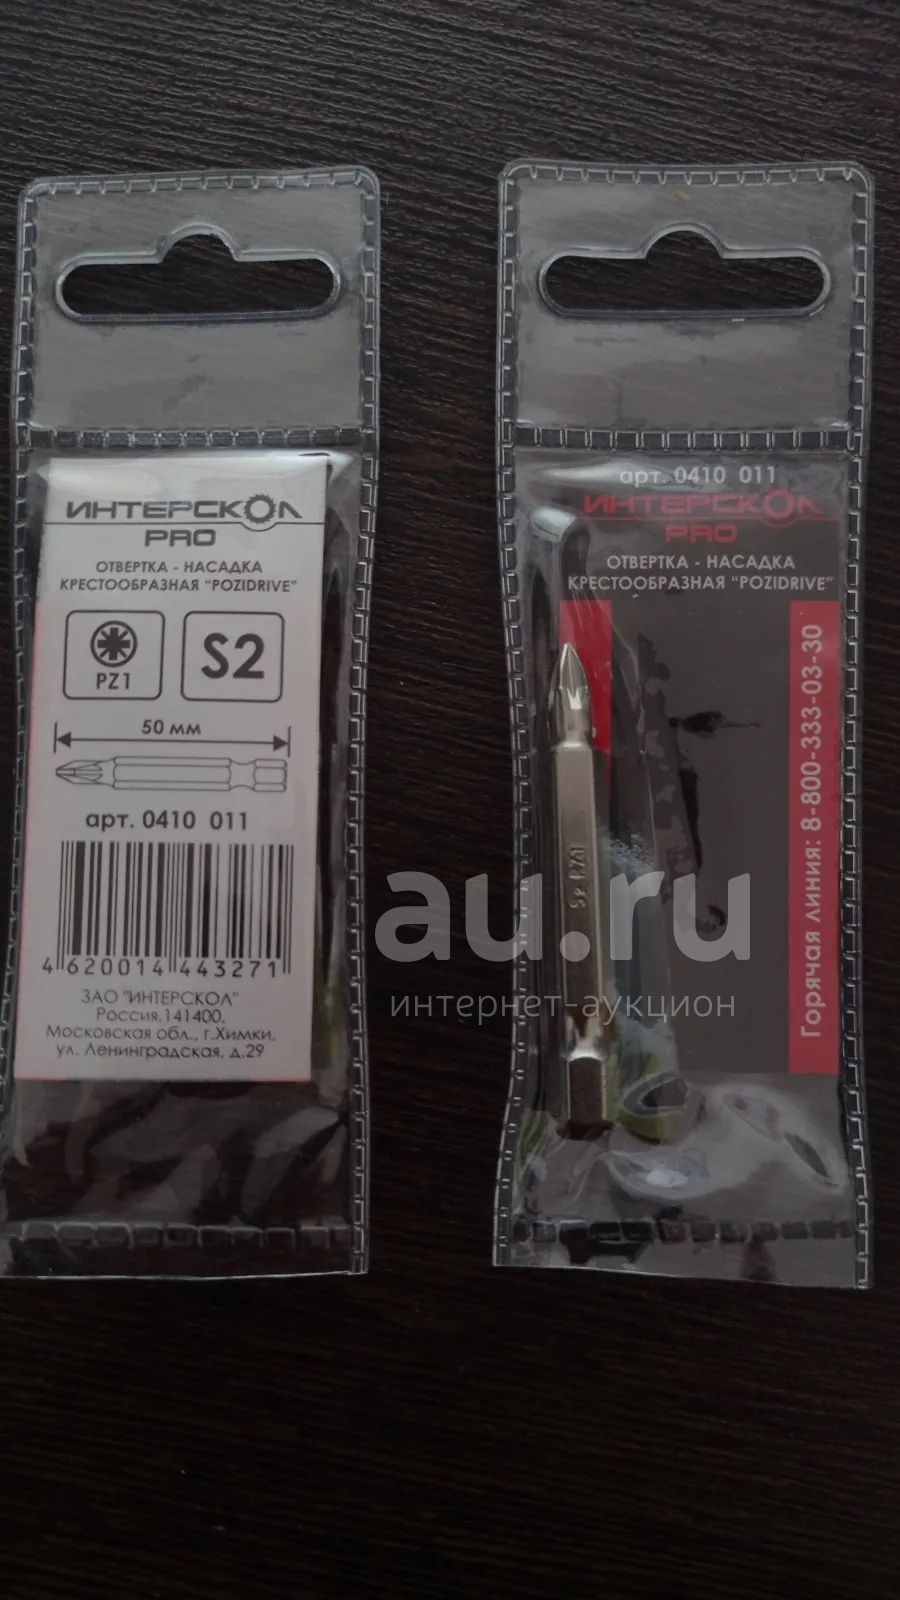 ИНТЕРСКОЛ
PRO
ОТВЕРТКА - НАСАДКА
КРЕСТООБРАЗНАЯ "POZIDRIVE"
PZ1
S2
50 мм
арт. 0410 011
4 620014 443271
ЗАО "ИНТЕРСКОЛ"
Россия,141400,
Московская обл., г.Химки,
ул. Ленинградская, д.29
арт. 0410 011
ИНТЕРСКОЛ
PRO
ОТВЕРТКА - НАСАДКА
КРЕСТООБРАЗНАЯ "POZIDRIVE"
Горячая линия: 8-800-333-03-30
S2 PZ1
au.ru
интернет-аукцион